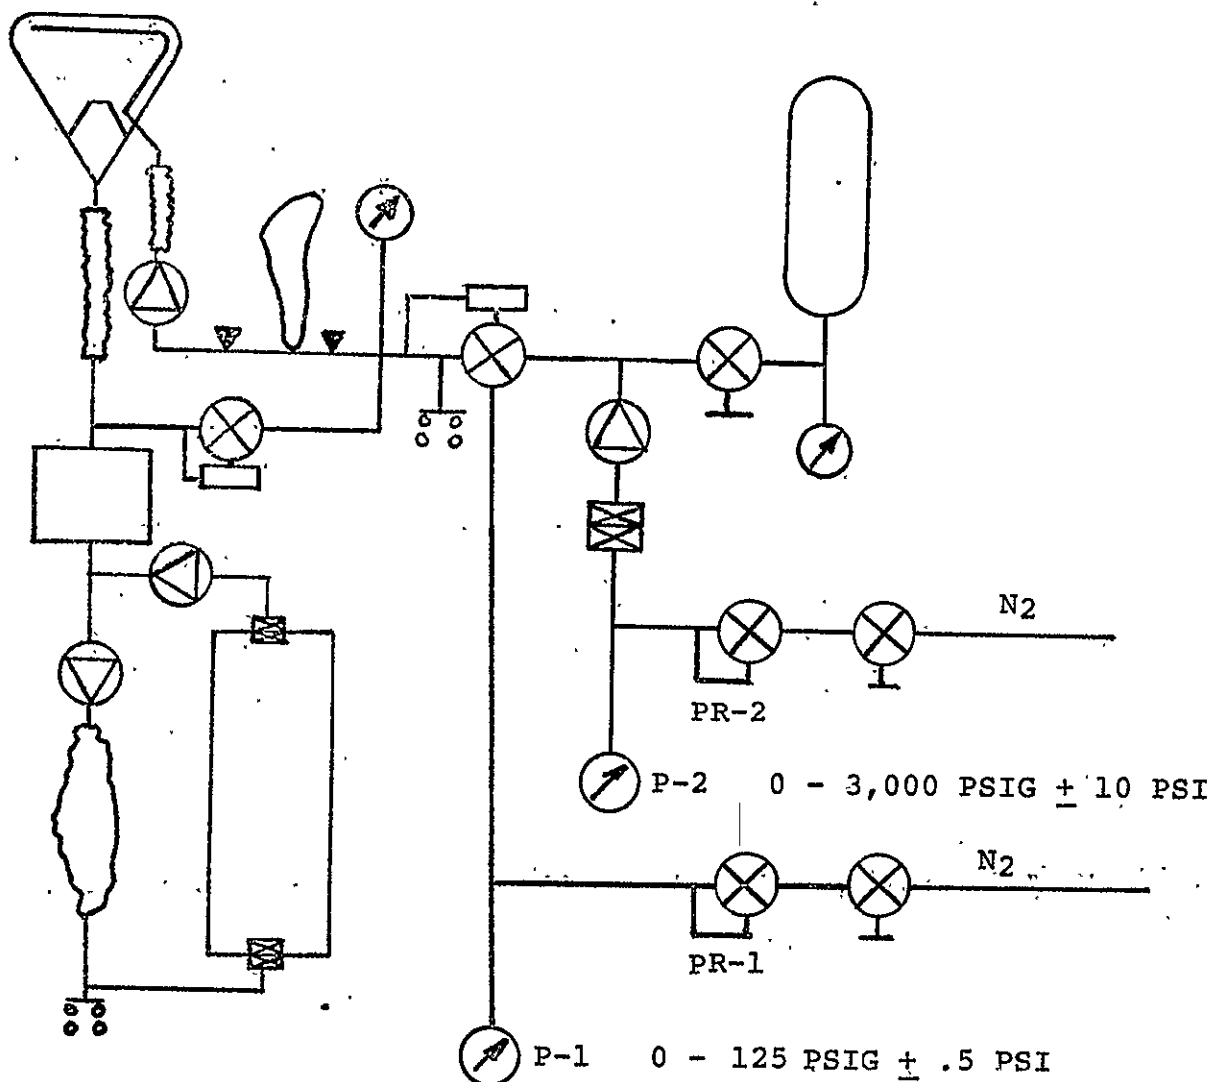 N2
PR-2
P-2 0 - 3,000 PSIG ± 10 PSI
N2
PR-1
P-1 0 - 125 PSIG ± .5 PSI